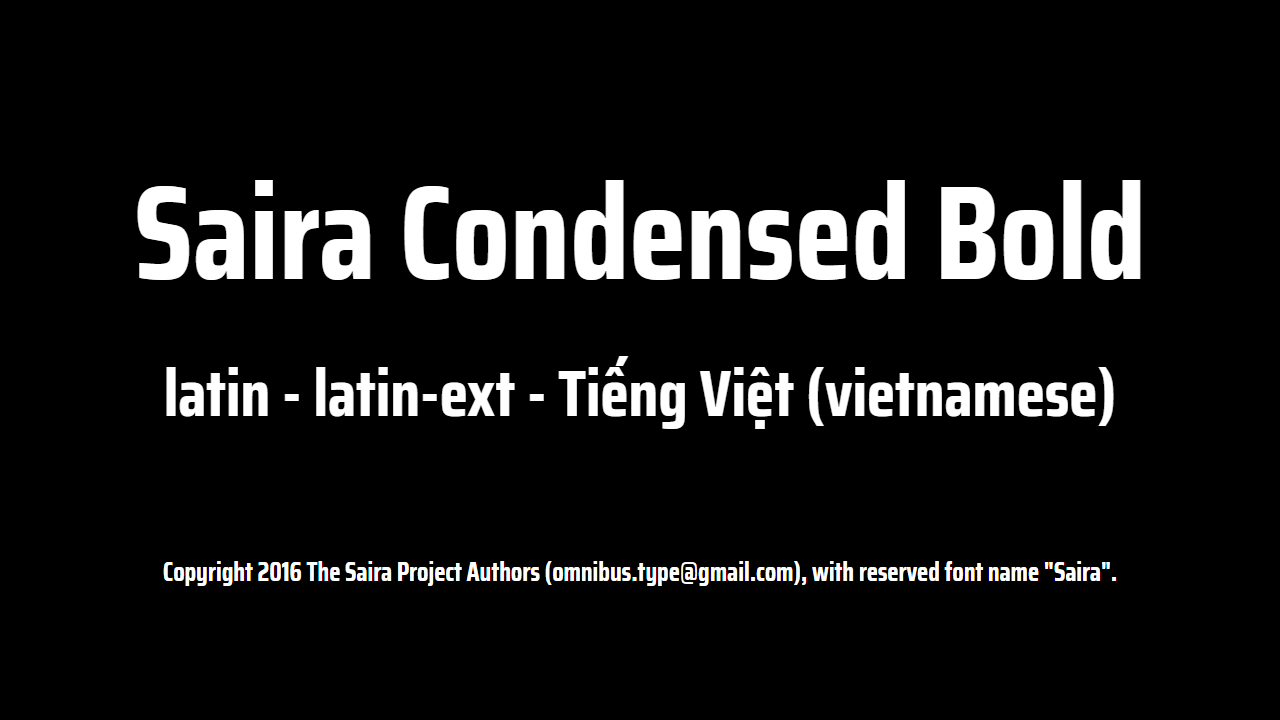 Saira Condensed Bold
latin - latin-ext - Tiếng Việt (vietnamese)
Copyright 2016 The Saira Project Authors (omnibus.type@gmail.com), with reserved font name "Saira".